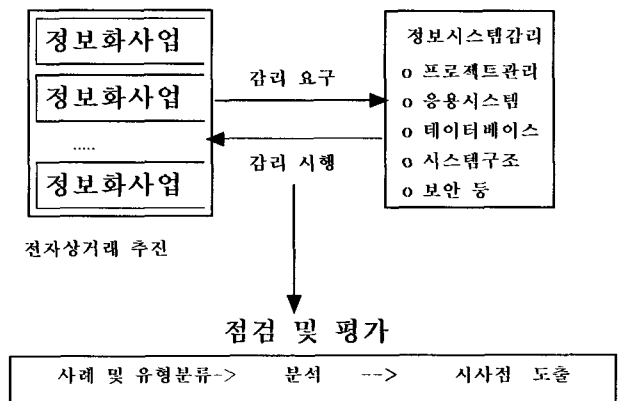 정보화사업
정보화사업
.....
정보화사업
전자상거래 추진
감리 요구
감리 시행
정보시스템감리
o 프로젝트관리
o 응용시스템
o 데이터베이스
o 시스템구조
o 보안 등
점검 및 평가
사례 및 유형분류-> 분석 --> 시사점 도출